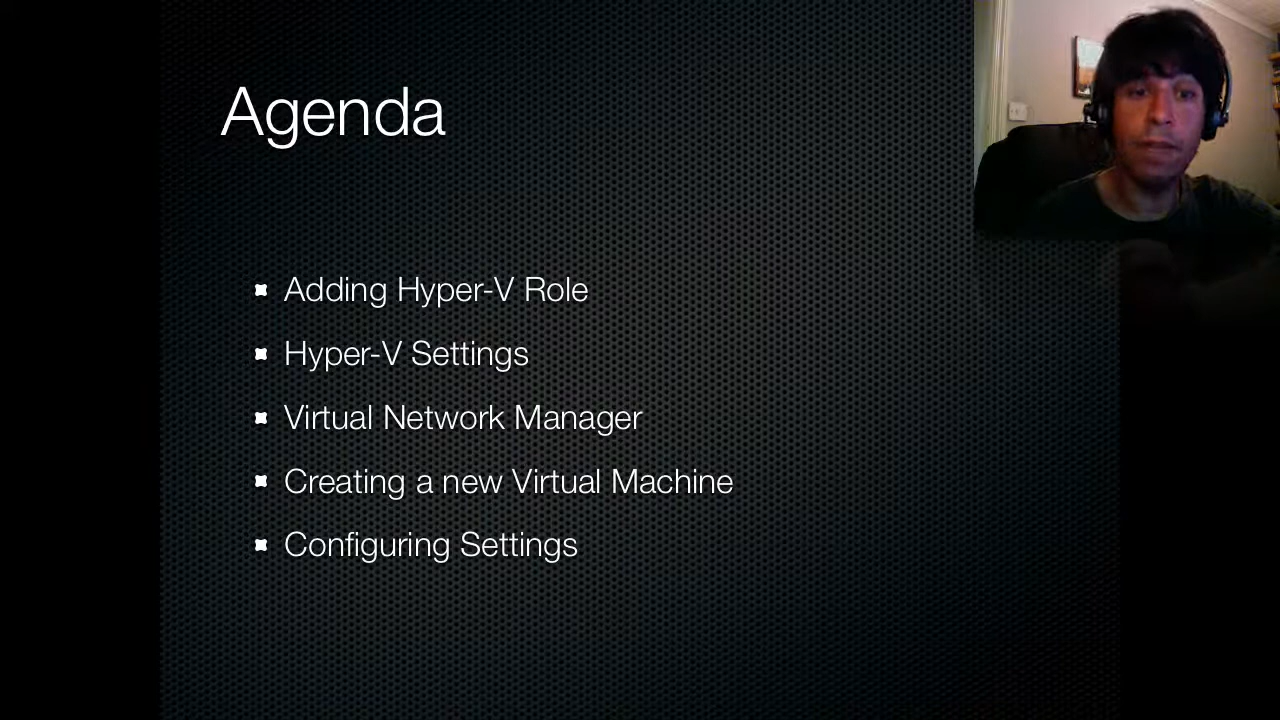 Agenda
Adding Hyper-V Role
Hyper-V Settings
Virtual Network Manager
Creating a new Virtual Machine
Configuring Settings